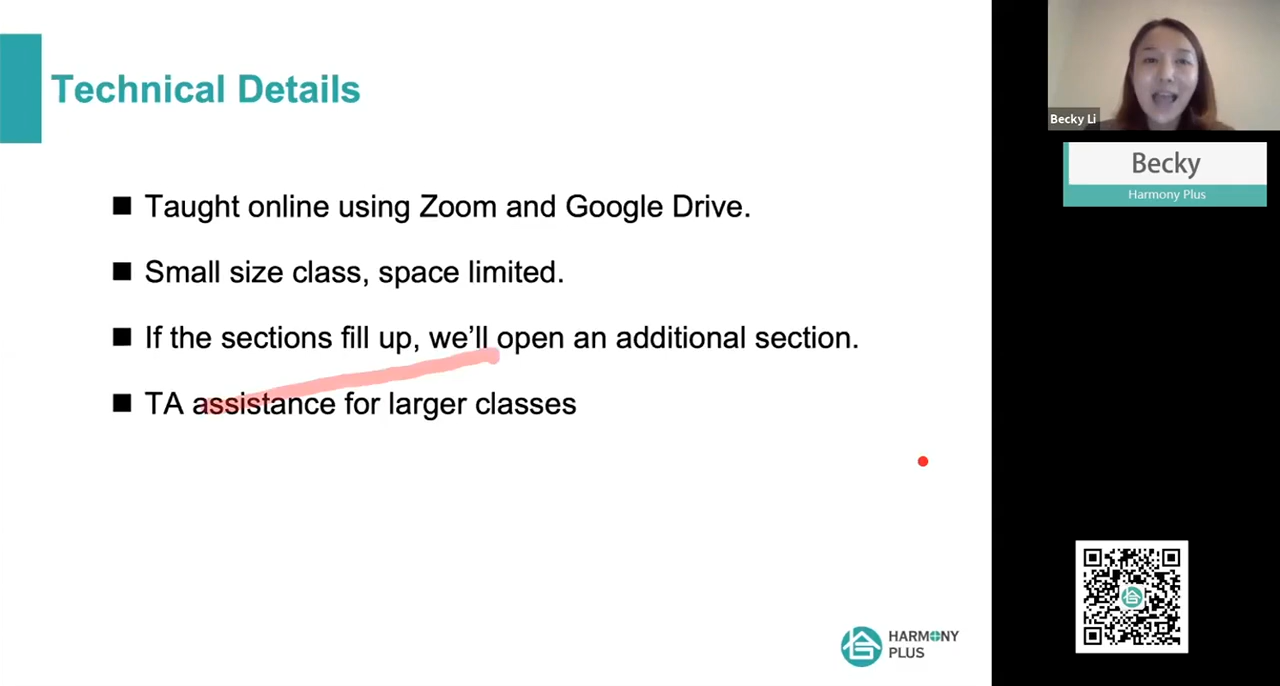 Technical Details
■ Taught online using Zoom and Google Drive.
■ Small size class, space limited.
■ If the sections fill up, we’ll open an additional section.
■ TA assistance for larger classes
HARMONY
PLUS
Becky Li
Becky
Harmony Plus